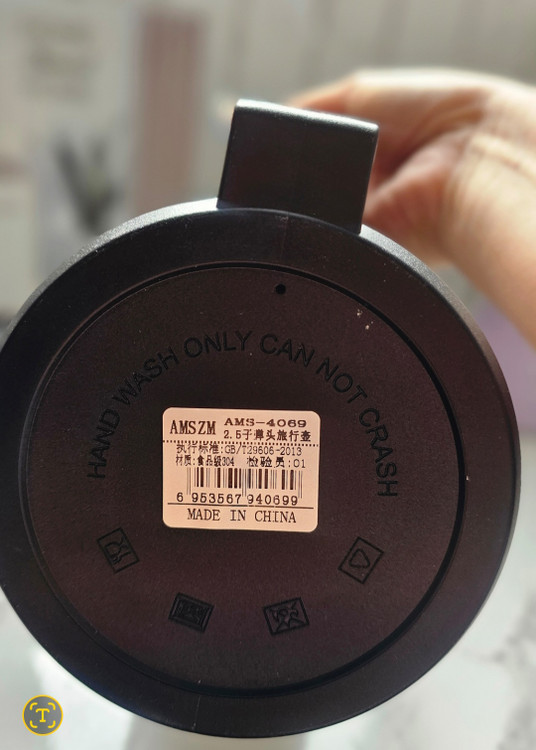 HAND WASH ONLY CAN NOT CRASH
AMSZM AMS-4069
2.5子弹头旅行壶
执行标准:GB/T29606-2013
材质:食品级304 检验员:01
6 953567 940699
MADE IN CHINA
T